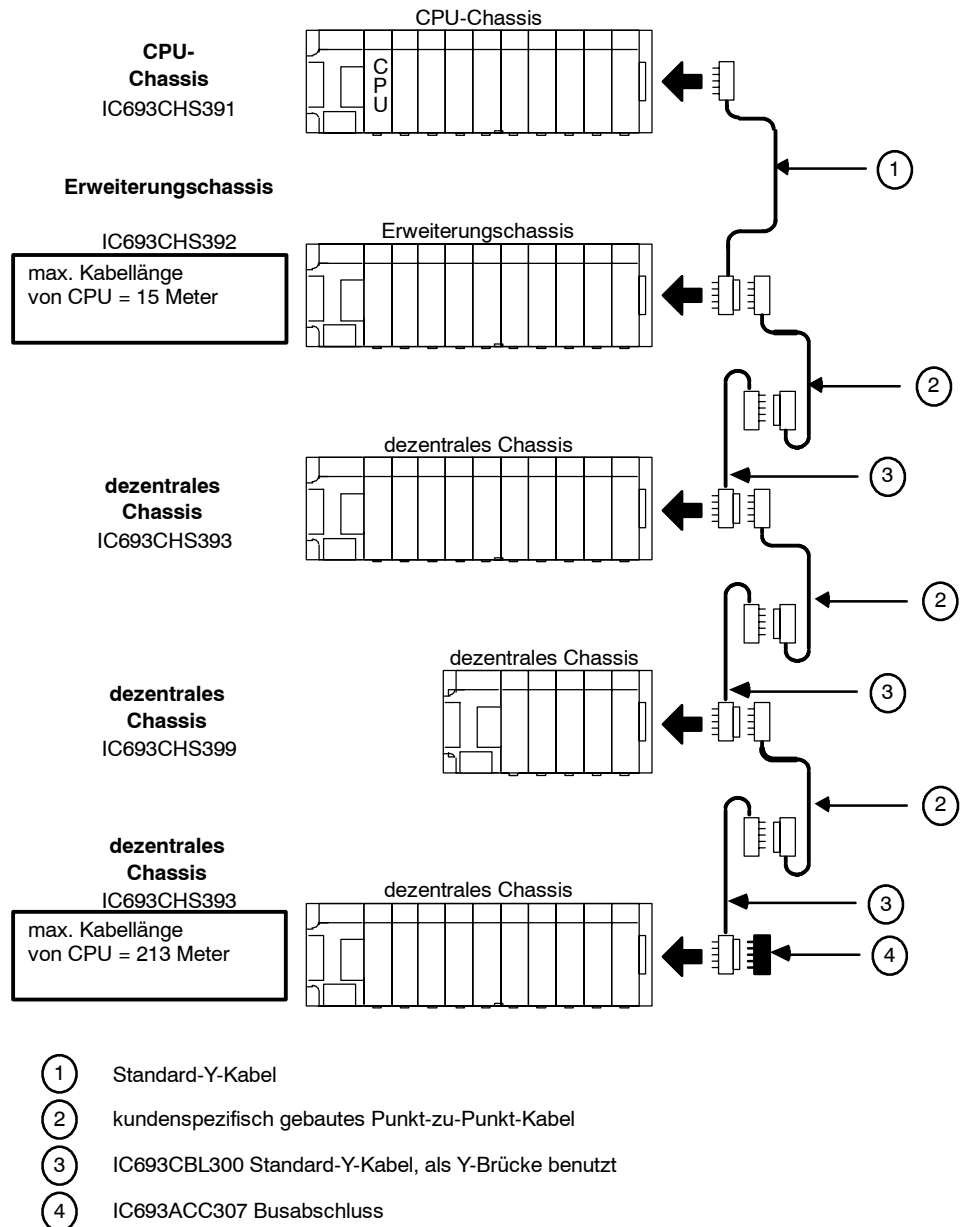 CPU-Chassis
CPU-
Chassis
IC693CHS391
CPU
1
Erweiterungschassis
IC693CHS392
Erweiterungschassis
max. Kabellänge
von CPU = 15 Meter
2
dezentrales Chassis
3
dezentrales
Chassis
IC693CHS393
2
dezentrales Chassis
3
dezentrales
Chassis
IC693CHS399
2
dezentrales
Chassis
IC693CHS393
dezentrales Chassis
3
max. Kabellänge
von CPU = 213 Meter
4
1 Standard-Y-Kabel
2 kundenspezifisch gebautes Punkt-zu-Punkt-Kabel
3 IC693CBL300 Standard-Y-Kabel, als Y-Brücke benutzt
4 IC693ACC307 Busabschluss